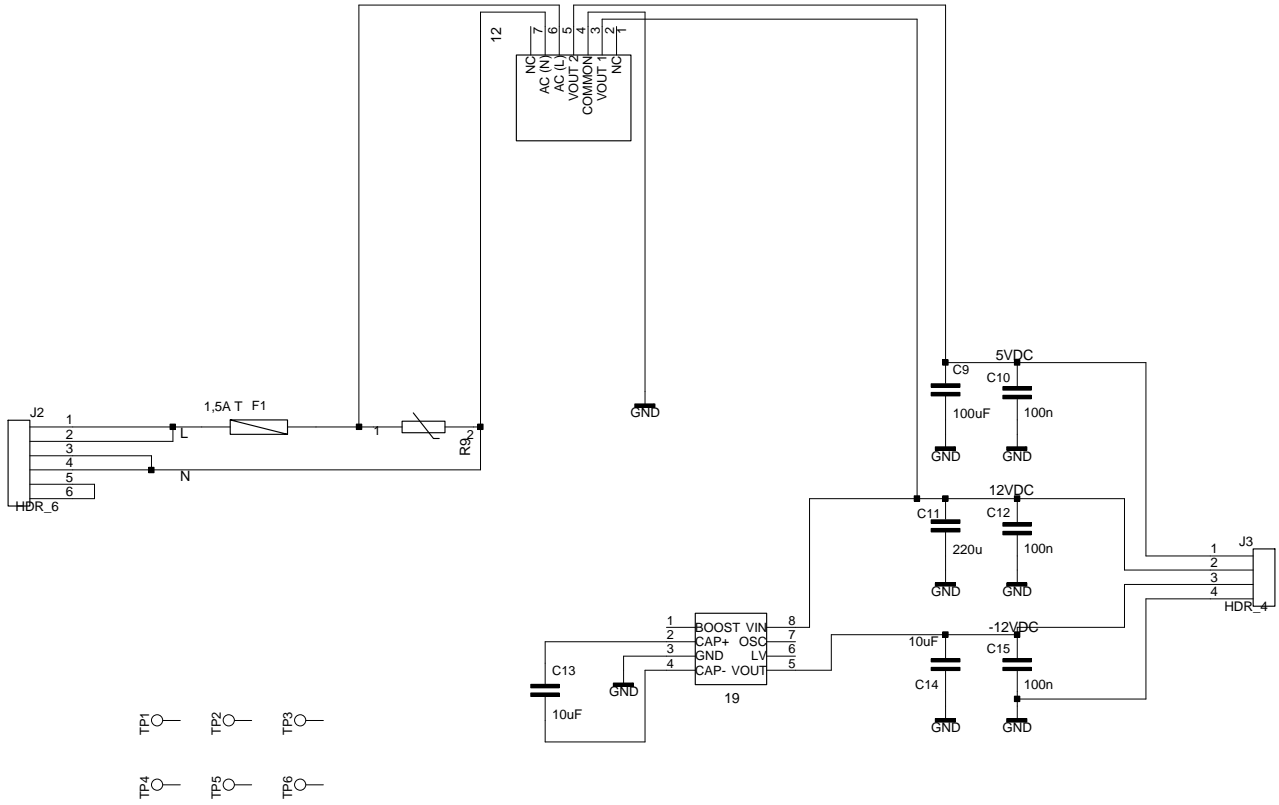 12
7
6
5
4
3
2
1
NC
AC (N)
AC (L)
VOUT 2
COMMON
VOUT 1
NC
GND
5VDC
C9
C10
100uF
100n
GND
GND
J2
1
2
3
4
5
6
HDR_6
L
N
1,5A T F1
1
2
R9
12VDC
C11
C12
220u
100n
GND
GND
J3
1
2
3
4
HDR_4
-12VDC
10uF
C15
C14
100n
GND
GND
1
2
3
4
BOOST VIN
CAP+ OSC
GND LV
CAP- VOUT
8
7
6
5
19
C13
10uF
GND
TP1
TP2
TP3
TP4
TP5
TP6